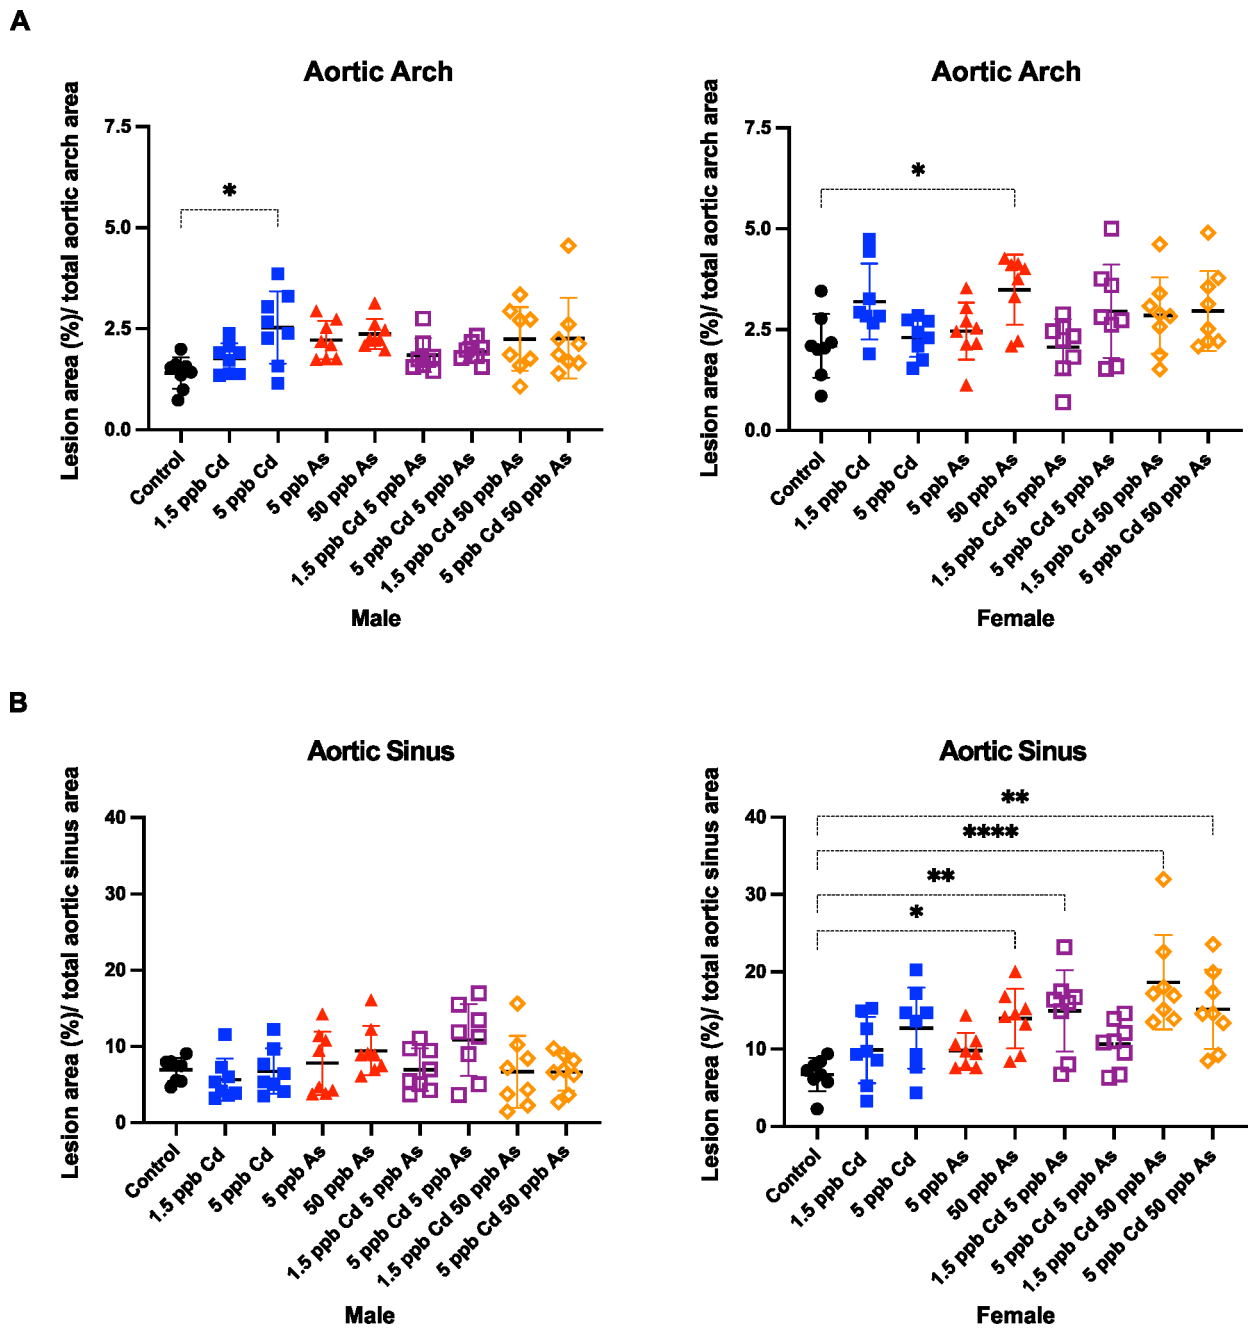 A
Aortic Arch
Lesion area (%)/ total aortic arch area
7.5
5.0
2.5
0.0
*
Control
1.5 ppb Cd
5 ppb Cd
5 ppb As
50 ppb As
1.5 ppb Cd 5 ppb As
5 ppb Cd 5 ppb As
1.5 ppb Cd 50 ppb As
5 ppb Cd 50 ppb As
Male
Aortic Arch
Lesion area (%)/ total aortic arch area
7.5
5.0
2.5
0.0
*
Control
1.5 ppb Cd
5 ppb Cd
5 ppb As
50 ppb As
1.5 ppb Cd 5 ppb As
5 ppb Cd 5 ppb As
1.5 ppb Cd 50 ppb As
5 ppb Cd 50 ppb As
Female
B
Aortic Sinus
Lesion area (%)/ total aortic sinus area
40
30
20
10
0
Control
1.5 ppb Cd
5 ppb Cd
5 ppb As
50 ppb As
1.5 ppb Cd 5 ppb As
5 ppb Cd 5 ppb As
1.5 ppb Cd 50 ppb As
5 ppb Cd 50 ppb As
Male
Aortic Sinus
Lesion area (%)/ total aortic sinus area
40
30
20
10
0
**
****
**
*
Control
1.5 ppb Cd
5 ppb Cd
5 ppb As
50 ppb As
1.5 ppb Cd 5 ppb As
5 ppb Cd 5 ppb As
1.5 ppb Cd 50 ppb As
5 ppb Cd 50 ppb As
Female